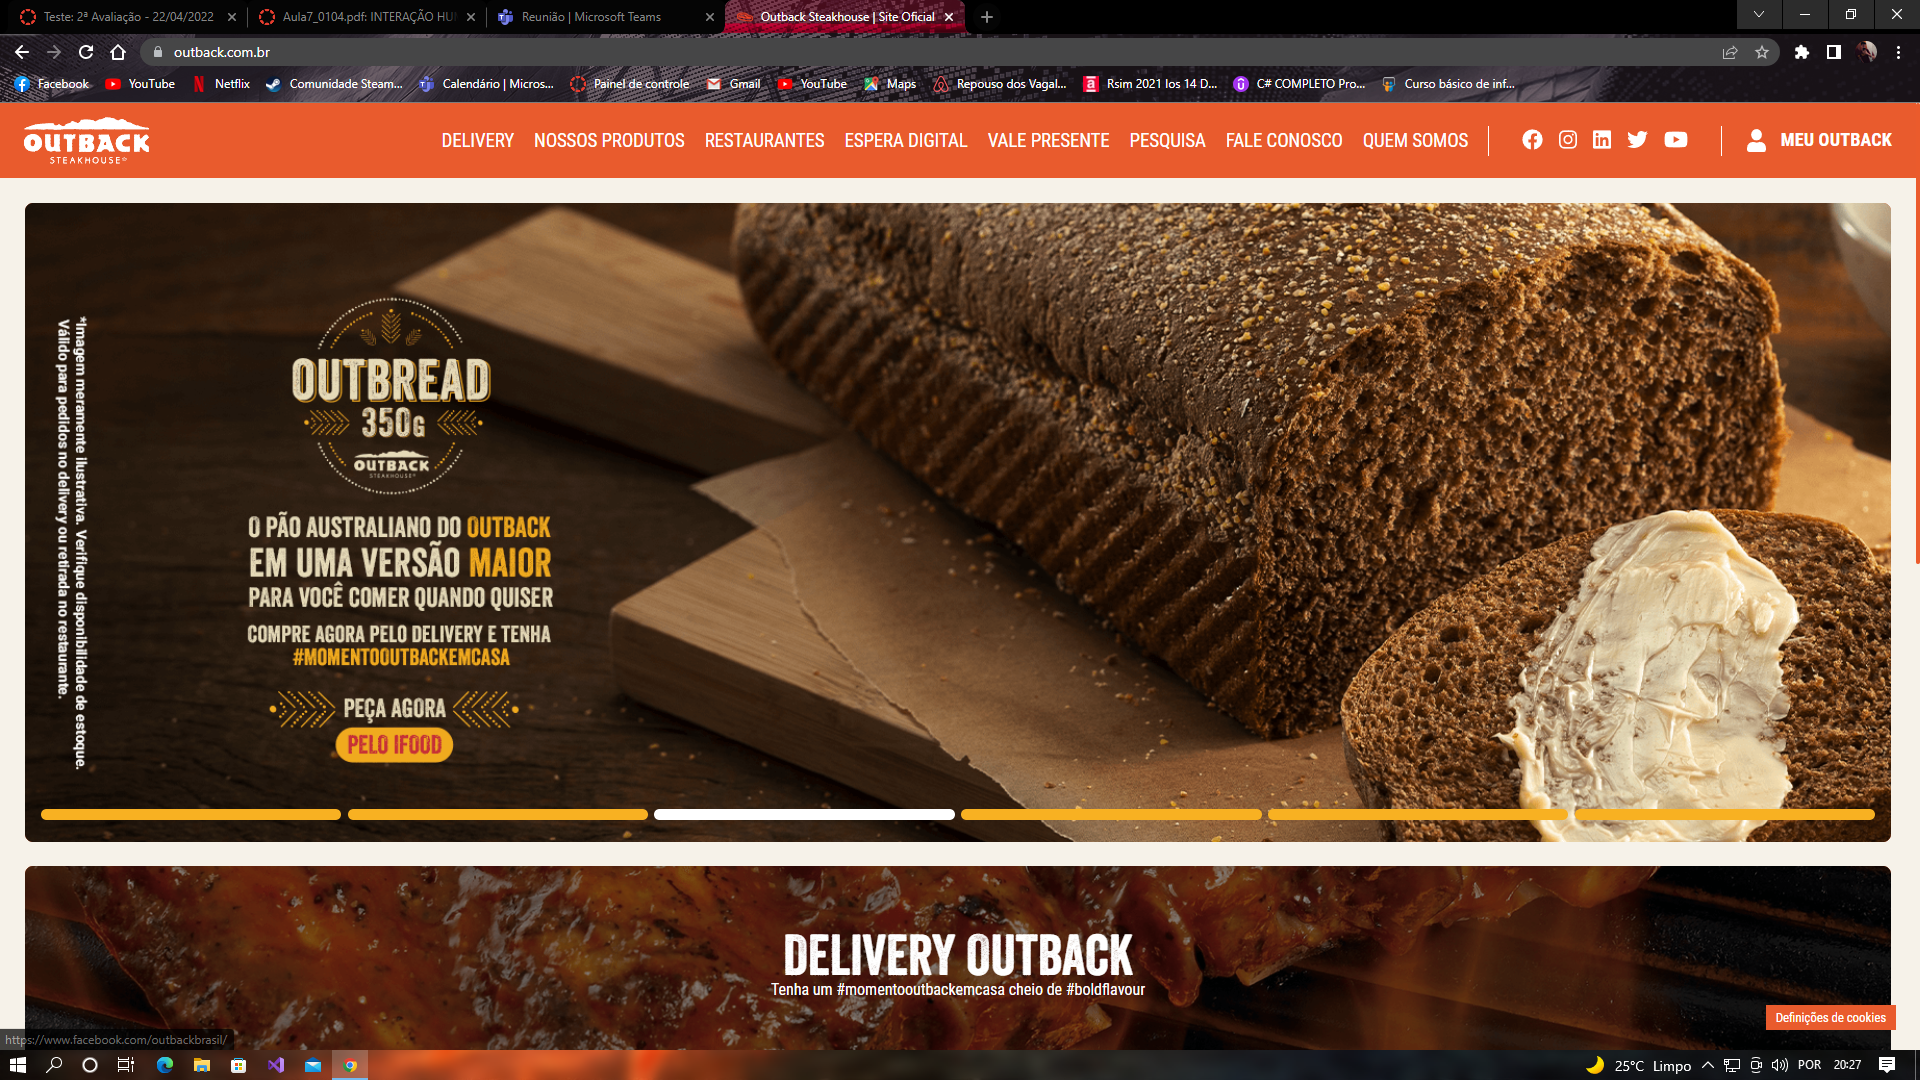 Teste: 2ª Avaliação - 22/04/2022
Aula7_0104.pdf: INTERAÇÃO HU
Reunião | Microsoft Teams
Outback Steakhouse | Site Oficial
outback.com.br
Facebook
YouTube
Netflix
Comunidade Steam...
Calendário | Micros...
Painel de controle
Gmail
YouTube
Maps
Repouso dos Vagal...
Rsim 2021 Ios 14 D...
C# COMPLETO Pro...
Curso básico de inf...
OUTBACK
STEAKHOUSE®
DELIVERY
NOSSOS PRODUTOS
RESTAURANTES
ESPERA DIGITAL
VALE PRESENTE
PESQUISA
FALE CONOSCO
QUEM SOMOS
MEU OUTBACK
*Imagem meramente ilustrativa. Verifique disponibilidade de estoque.
Válido para pedidos no delivery ou retirada no restaurante.
OUTBREAD
350G
OUTBACK
STEAKHOUSE®
O PÃO AUSTRALIANO DO OUTBACK
EM UMA VERSÃO MAIOR
PARA VOCÊ COMER QUANDO QUISER
COMPRE AGORA PELO DELIVERY E TENHA
#MOMENTOOUTBACKEMCASA
PEÇA AGORA
PELO IFOOD
DELIVERY OUTBACK
Tenha um #momentooutbackemcasa cheio de #boldflavour
Definições de cookies
https://www.facebook.com/outbackbrasil/
25°C Limpo
POR
20:27